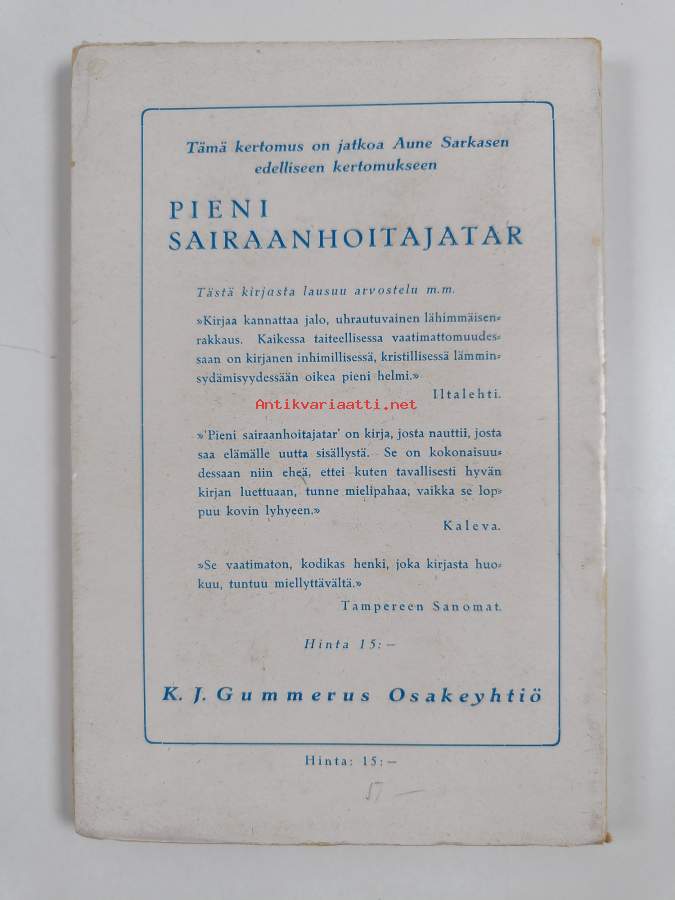 Tämä kertomus on jatkoa Aune Sarkasen
edelliseen kertomukseen
PIENI
SAIRAANHOITAJATAR
Tästä kirjasta lausuu arvostelu m.m.
»Kirjaa kannattaa jalo, uhrautuvainen lähimmäisen-
rakkaus. Kaikessa taiteellisessa vaatimattomuudes-
saan on kirjanen inhimillisessä, kristillisessä lämmin-
sydämisyydessään oikea pieni helmi.»
Iltalehti.
Antikvariaatti.net
»'Pieni sairaanhoitajatar' on kirja, josta nauttii, josta
saa elämälle uutta sisällystä. Se on kokonaisuu-
dessaan niin eheä, ettei kuten tavallisesti hyvän
kirjan luettuaan, tunne mielipahaa, vaikka se lop-
puu kovin lyhyeen.»
Kaleva.
»Se vaatimaton, kodikas henki, joka kirjasta huo-
kuu, tuntuu miellyttävältä.»
Tampereen Sanomat.
Hinta 15:—
K. J. Gummerus Osakeyhtiö
Hinta: 15:—